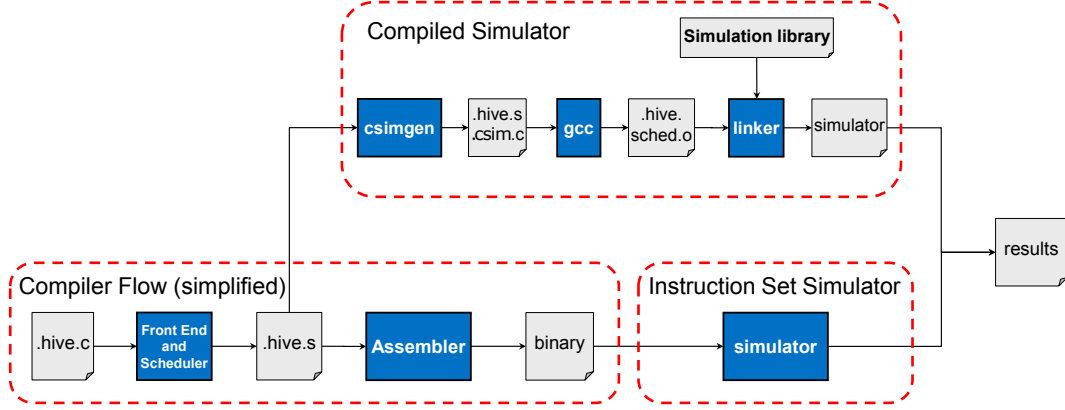 Compiled Simulator
Simulation library
csimgen
.hive.s
.csim.c
gcc
.hive.
sched.o
linker
simulator
results
Compiler Flow (simplified)
.hive.c
Front End
and
Scheduler
.hive.s
Assembler
binary
Instruction Set Simulator
simulator